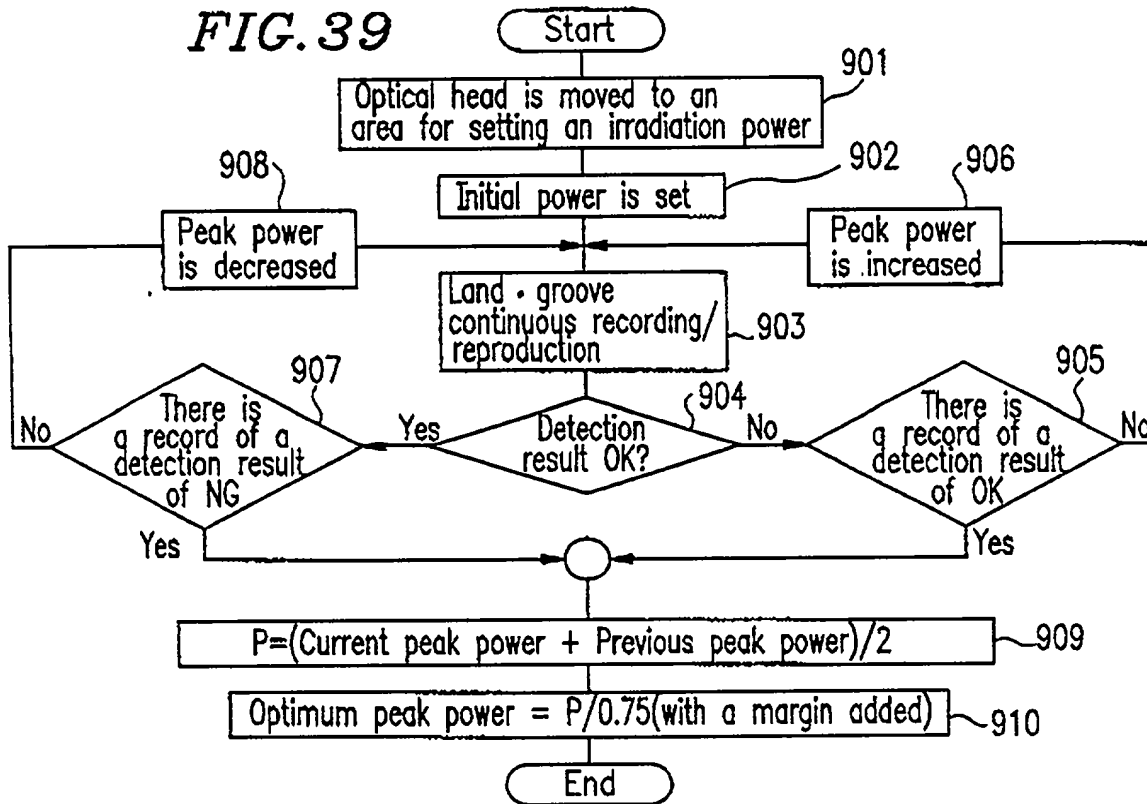 FIG.39
Start
901
Optical head is moved to an
area for setting an irradiation power
902
Initial power is set
908
Peak power
is decreased
906
Peak power
is increased
Land · groove
continuous recording/
reproduction
903
907
There is
a record of a
detection result
of NG
No
Yes
Yes
904
Detection
result OK?
No
905
There is
a record of a
detection result
of OK
No
Yes
P=(Current peak power + Previous peak power)/2
909
Optimum peak power = P/0.75(with a margin added)
910
End